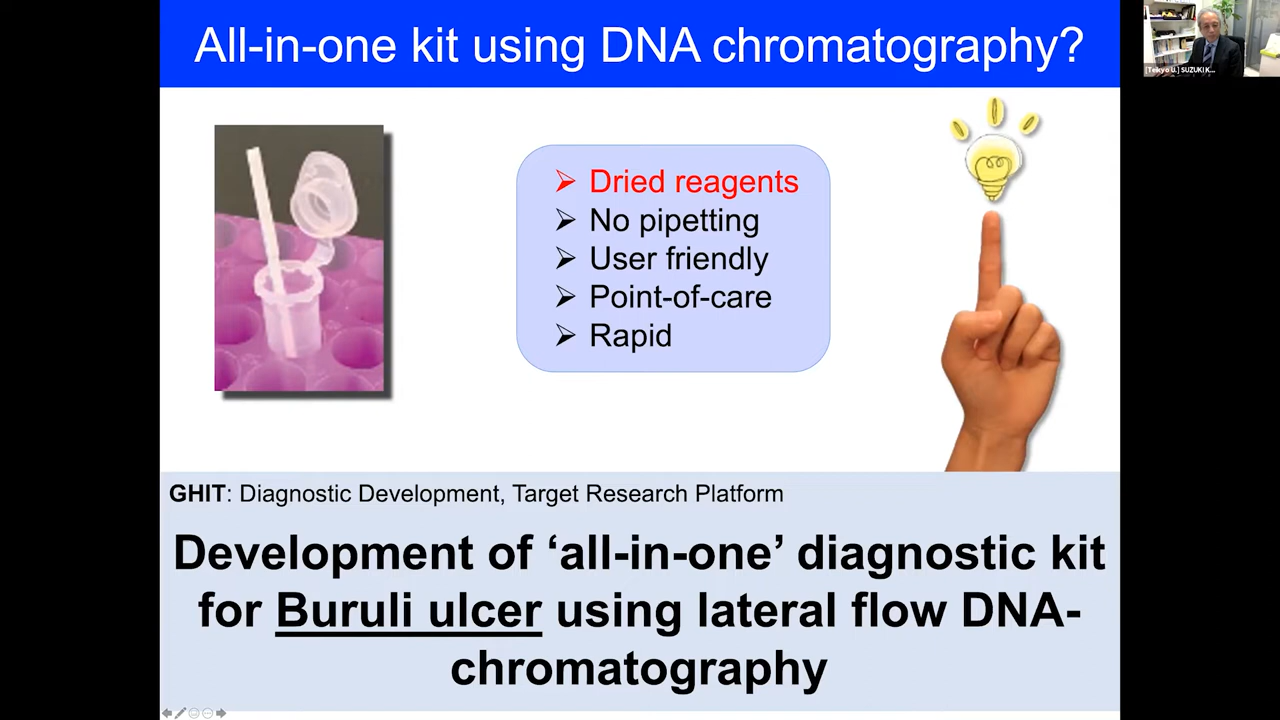 All-in-one kit using DNA chromatography?
[Teikyo U.] SUZUKI K...
➢ Dried reagents
➢ No pipetting
➢ User friendly
➢ Point-of-care
➢ Rapid
GHIT: Diagnostic Development, Target Research Platform
Development of ‘all-in-one’ diagnostic kit
for Buruli ulcer using lateral flow DNA-
chromatography